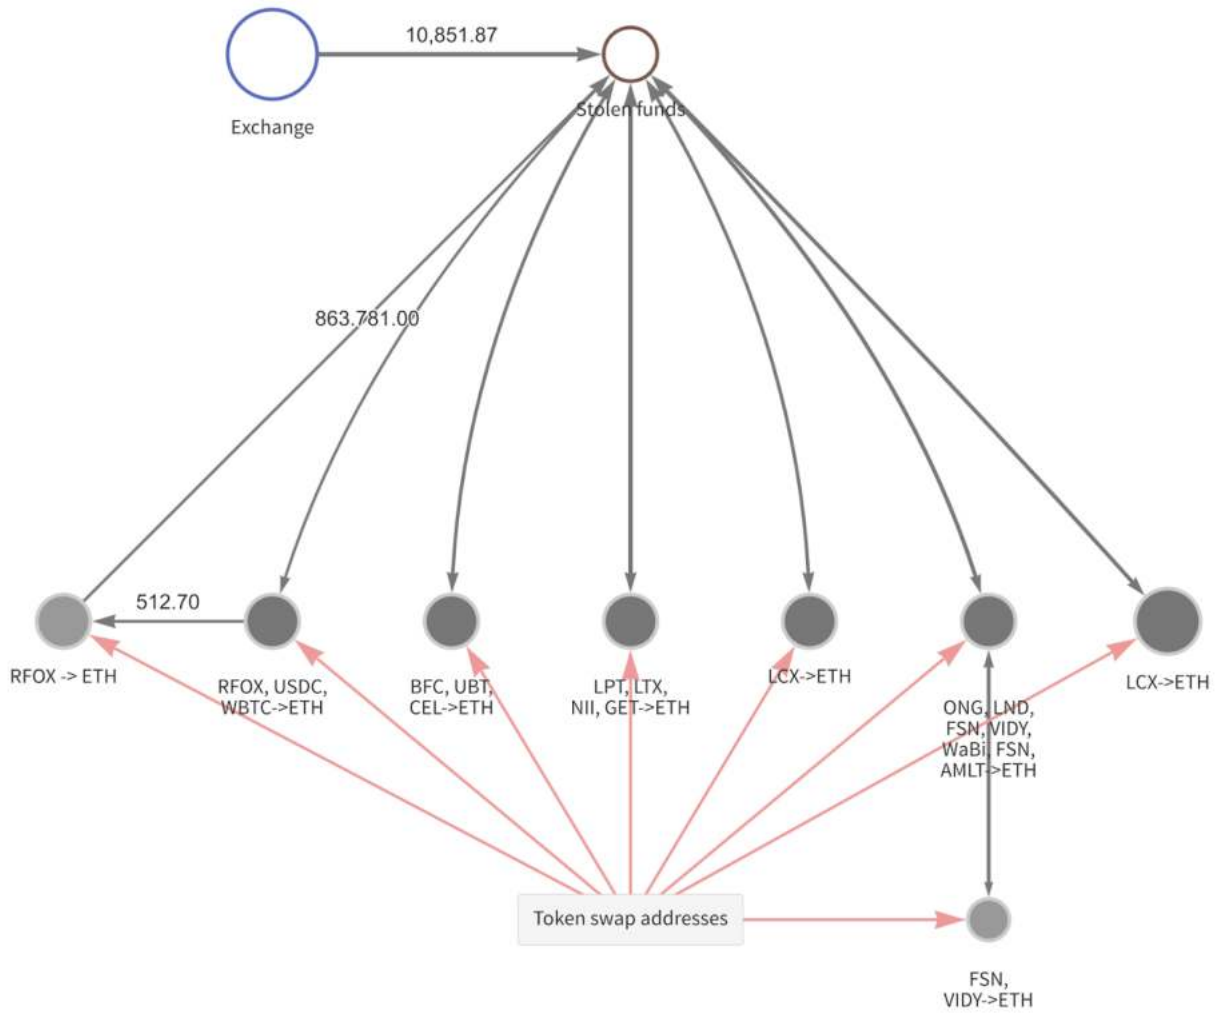 10,851.87
Stolen funds
Exchange
863.781.00
512.70
RFOX -> ETH
RFOX, USDC,
WBTC->ETH
BFC, UBT,
CEL->ETH
LPT, LTX,
NII, GET->ETH
LCX->ETH
ONG, LND,
FSN, VIDY,
WaBi, FSN,
AMLT->ETH
LCX->ETH
Token swap addresses
FSN,
VIDY->ETH